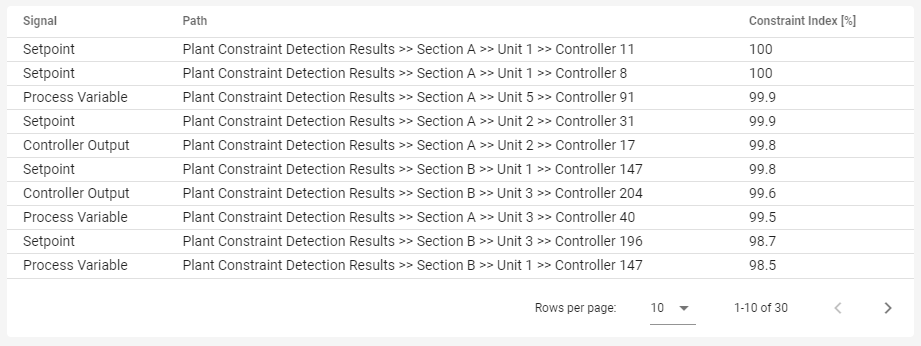 Signal Path Constraint Index [%]
Setpoint Plant Constraint Detection Results >> Section A >> Unit 1 >> Controller 11 100
Setpoint Plant Constraint Detection Results >> Section A >> Unit 1 >> Controller 8 100
Process Variable Plant Constraint Detection Results >> Section A >> Unit 5 >> Controller 91 99.9
Setpoint Plant Constraint Detection Results >> Section A >> Unit 2 >> Controller 31 99.9
Controller Output Plant Constraint Detection Results >> Section A >> Unit 2 >> Controller 17 99.8
Setpoint Plant Constraint Detection Results >> Section B >> Unit 1 >> Controller 147 99.8
Controller Output Plant Constraint Detection Results >> Section B >> Unit 3 >> Controller 204 99.6
Process Variable Plant Constraint Detection Results >> Section A >> Unit 3 >> Controller 40 99.5
Setpoint Plant Constraint Detection Results >> Section B >> Unit 3 >> Controller 196 98.7
Process Variable Plant Constraint Detection Results >> Section B >> Unit 1 >> Controller 147 98.5
Rows per page: 10 1-10 of 30